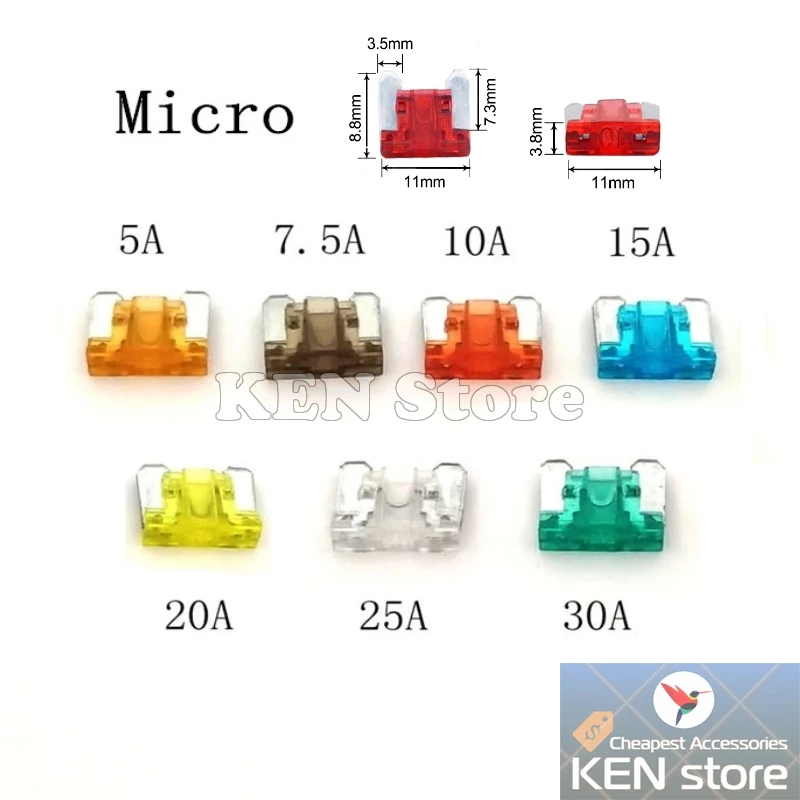 3.5mm
Micro
8.8mm
7.3mm
11mm
10
3.8mm
11mm
5A
7.5A
10A
15A
KEN Store
20A
25A
30A
Cheapest Accessories
KEN store